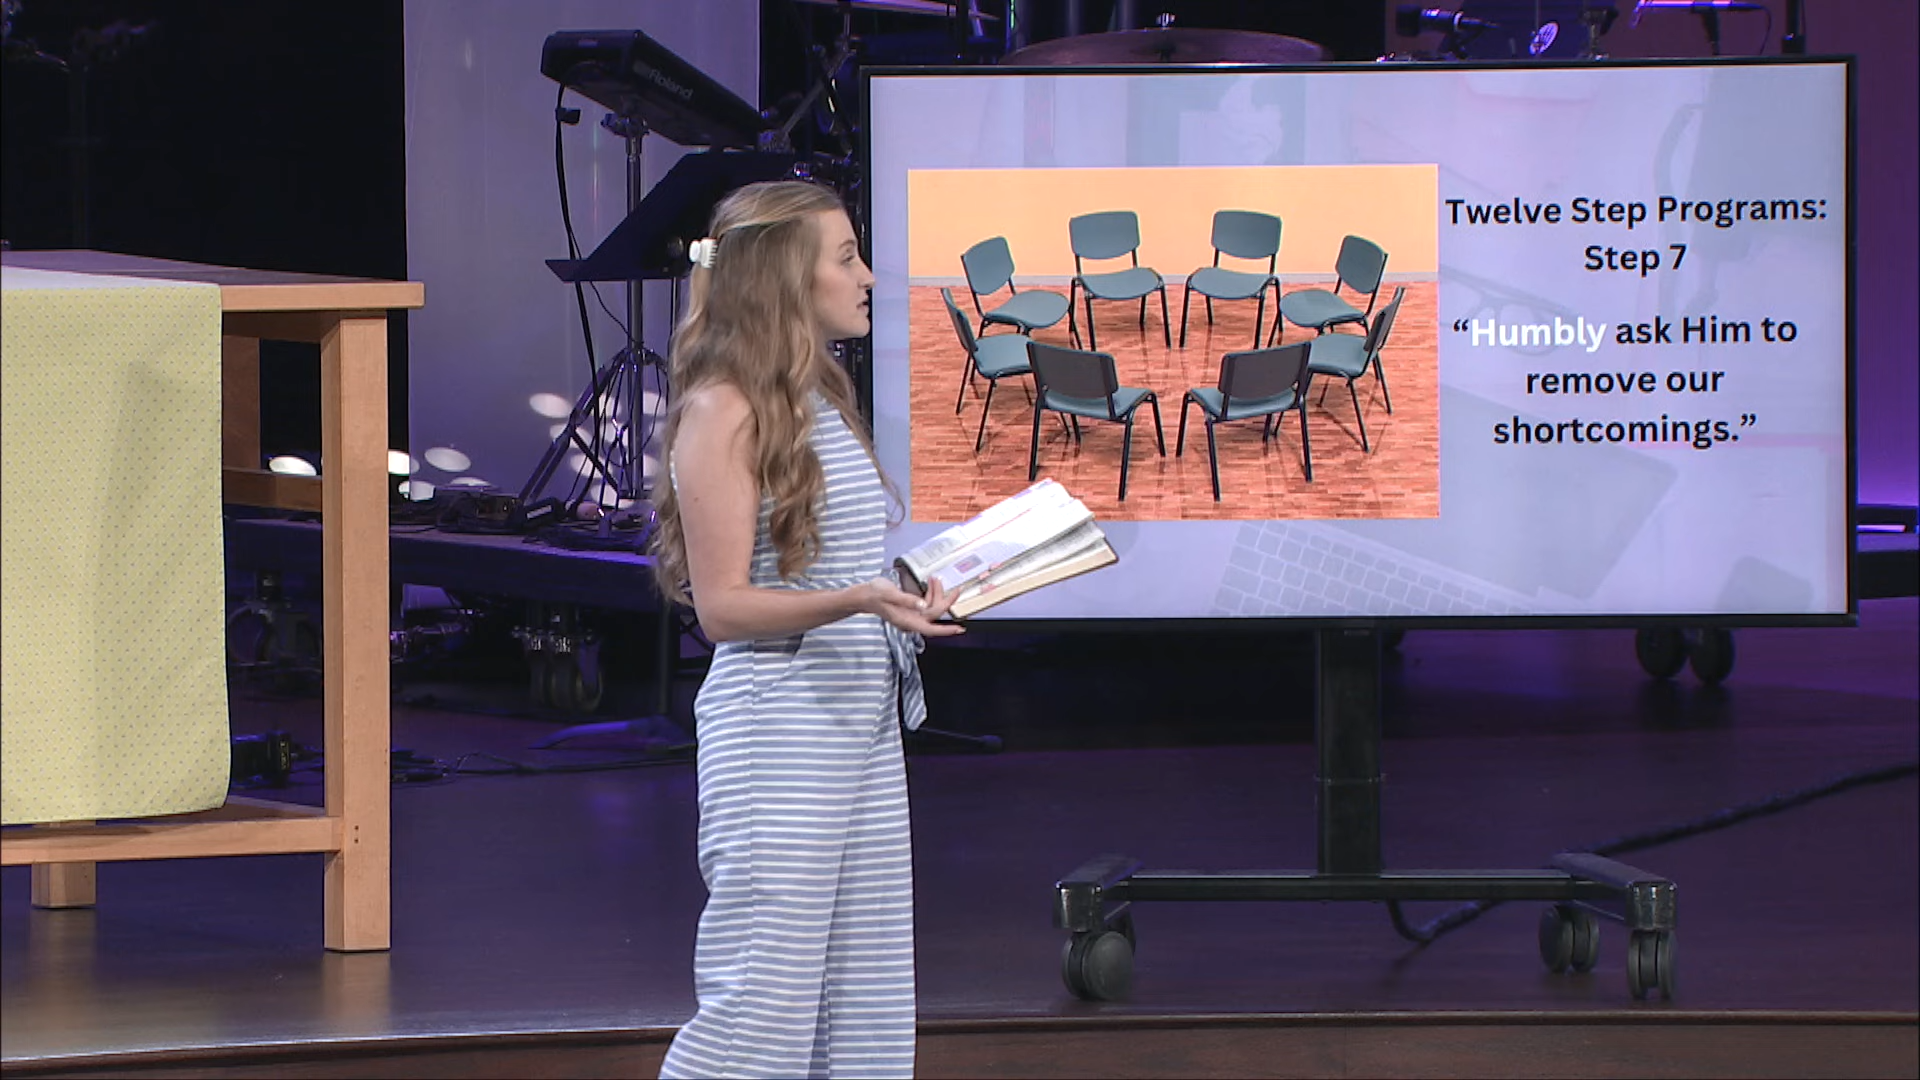 Roland
Twelve Step Programs:
Step 7
“Humbly ask Him to
remove our
shortcomings.”